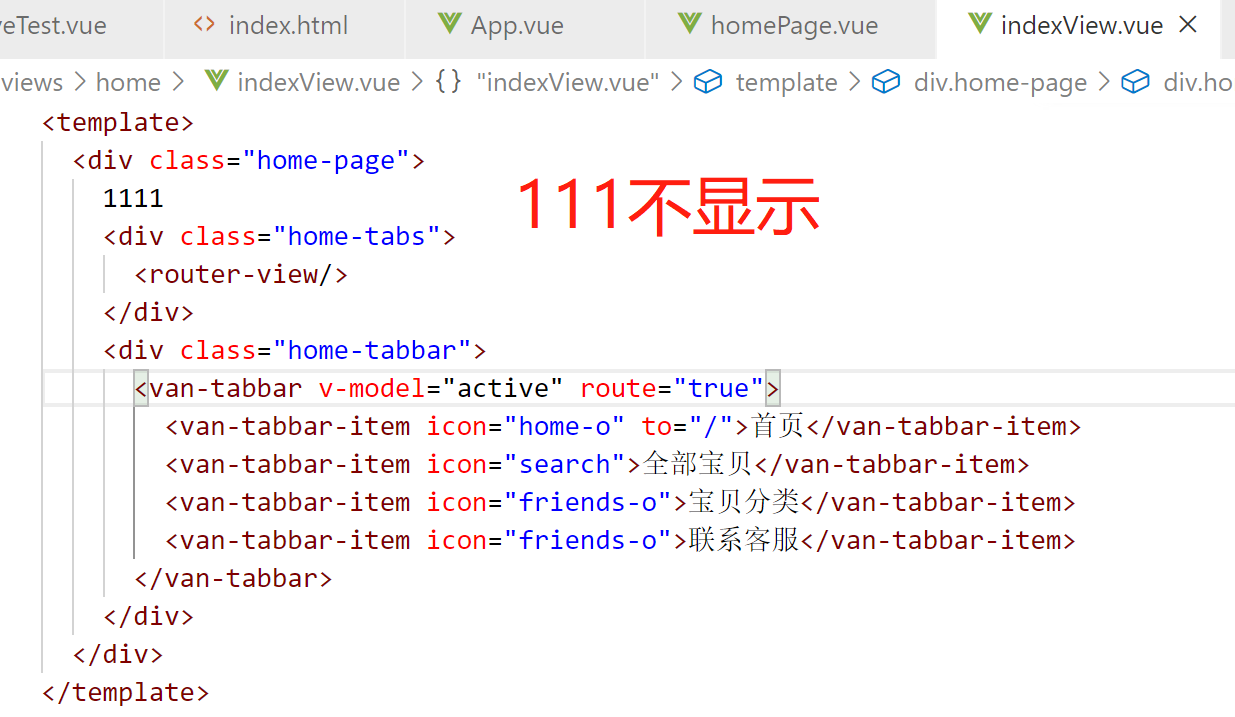 eTest.vue <> index.html App.vue homePage.vue indexView.vue ×
views > home > indexView.vue > {} "indexView.vue" > template > div.home-page > div.ho
<template>
<div class="home-page">
1111
111不显示
<div class="home-tabs">
<router-view/>
</div>
<div class="home-tabbar">
<van-tabbar v-model="active" route="true">
<van-tabbar-item icon="home-o" to="/">首页</van-tabbar-item>
<van-tabbar-item icon="search">全部宝贝</van-tabbar-item>
<van-tabbar-item icon="friends-o">宝贝分类</van-tabbar-item>
<van-tabbar-item icon="friends-o">联系客服</van-tabbar-item>
</van-tabbar>
</div>
</div>
</template>